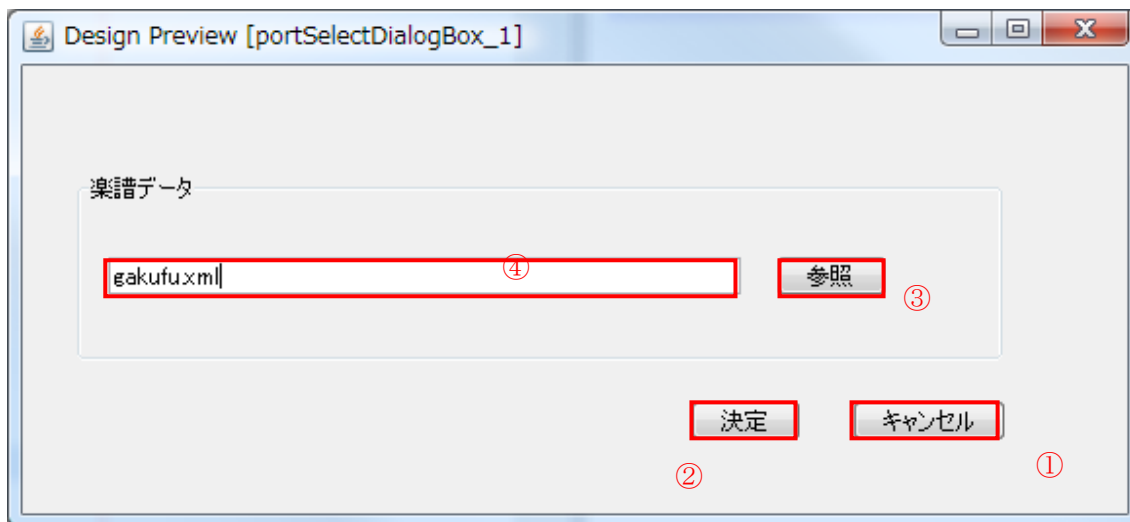 Design Preview [portSelectDialogBox_1]
楽譜データ
gakufu.xml ④ 参照 ③
決定 キャンセル
② ①